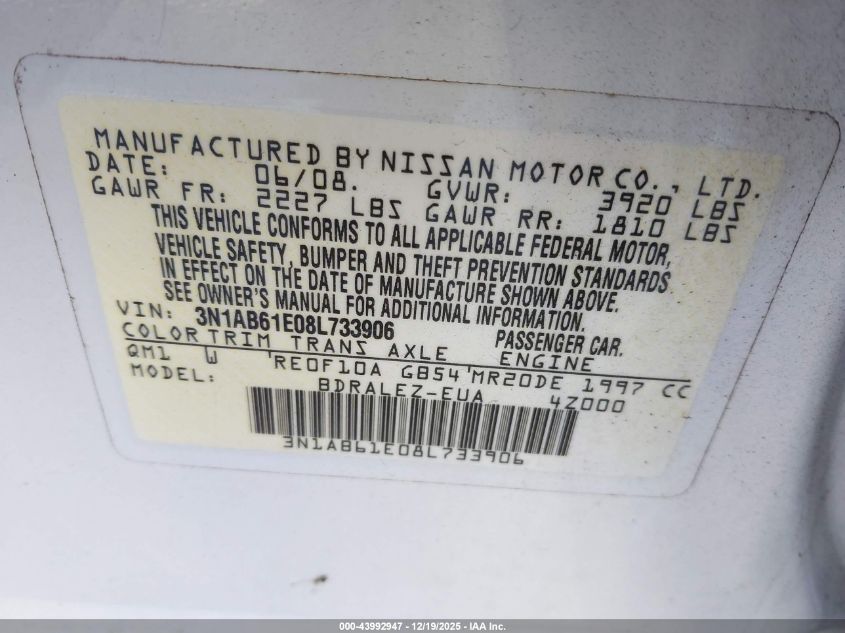 MANUFACTURED BY NISSAN MOTOR CO., LTD.
DATE: 06/08. GVWR: 3920 LBS
GAWR FR: 2227 LBS GAWR RR: 1810 LBS
THIS VEHICLE CONFORMS TO ALL APPLICABLE FEDERAL MOTOR,
VEHICLE SAFETY, BUMPER AND THEFT PREVENTION STANDARDS
IN EFFECT ON THE DATE OF MANUFACTURE SHOWN ABOVE.
SEE OWNER'S MANUAL FOR ADDITIONAL INFORMATION.
VIN: 3N1AB61E08L733906 PASSENGER CAR.
COLOR TRIM TRANS AXLE ENGINE
QM1 W RE0F10A GB54 MR20DE 1997 CC
MODEL: BDRALEZ-EUA 4Z000
3N1AB61E08L733906
000-43992947 - 12/19/2025 - IAA Inc.